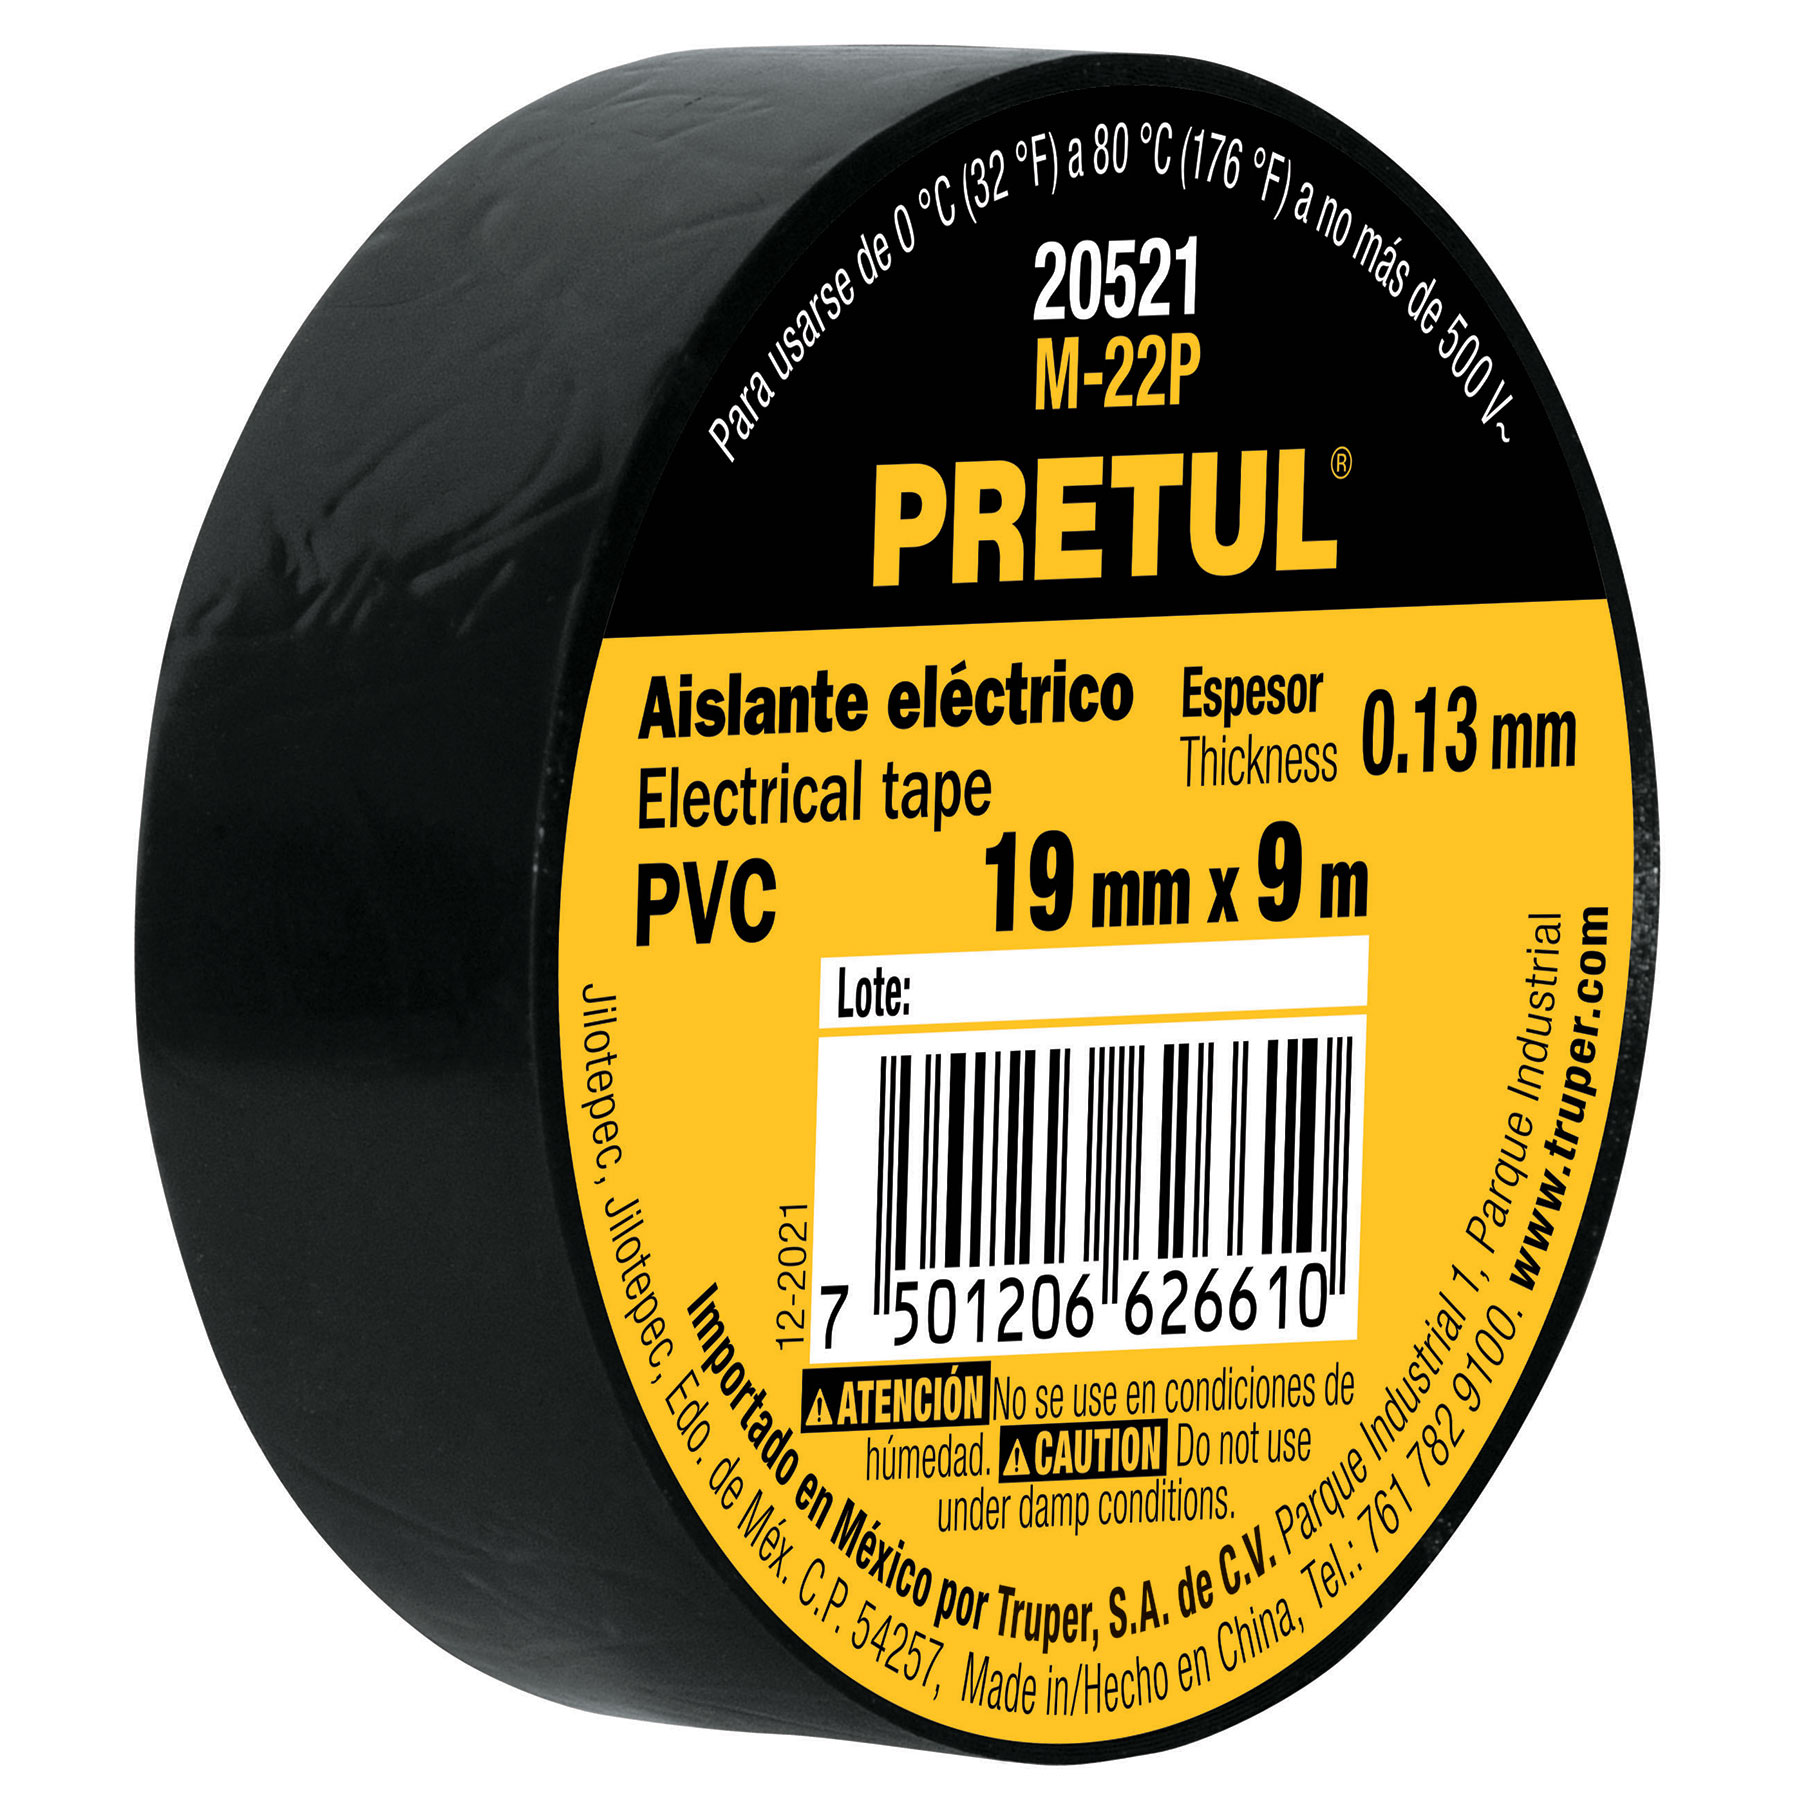 Para usarse de 0 °C (32 °F) a 80 °C (176 °F) a no más de 500 V~
20521
M-22P
PRETUL®
Aislante eléctrico
Electrical tape
Espesor
Thickness
0.13 mm
PVC
19 mm x 9 m
Lote:
12-2021
7 501206 626610
⚠ ATENCIÓN No se use en condiciones de
húmedad. ⚠ CAUTION Do not use
under damp conditions.
Importado en México por Truper, S.A. de C.V. Parque Industrial 1, Parque Industrial
Jilotepec, Jilotepec, Edo. de Méx. C.P. 54257, Made in/Hecho en China, Tel.: 761 782 9100. www.truper.com